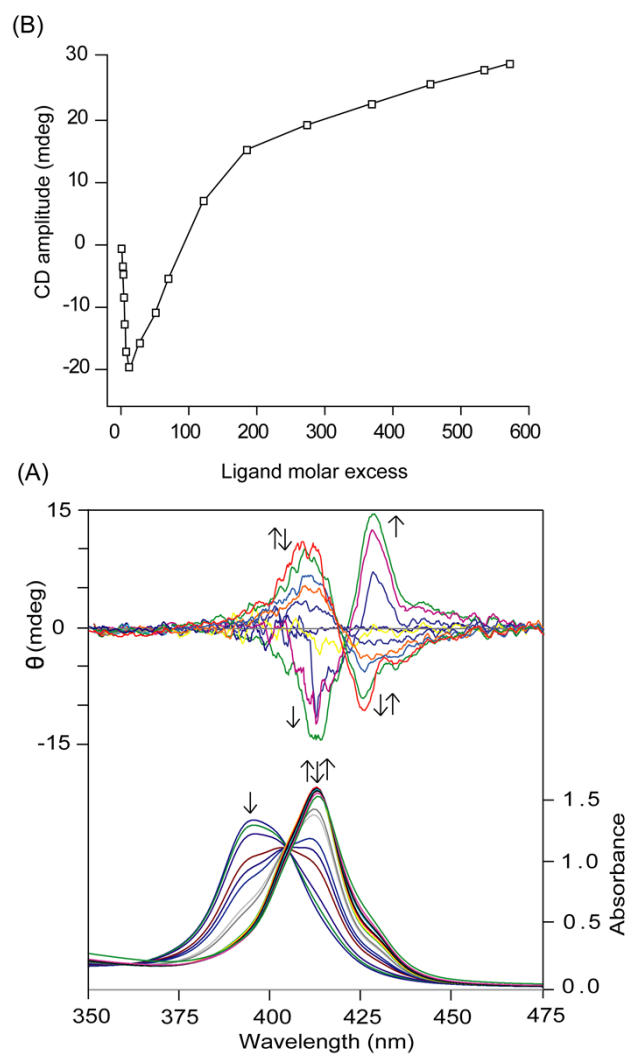 (B)
30
20
10
0
-10
-20
CD amplitude (mdeg)
0 100 200 300 400 500 600
Ligand molar excess
(A)
15
0
-15
θ (mdeg)
1.5
1.0
0.5
0.0
Absorbance
350 375 400 425 450 475
Wavelength (nm)